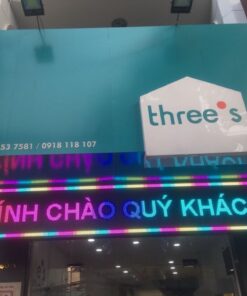 three's
53 7581 / 0918 118 107
ÍNH CHÀO QUÝ KHÁC